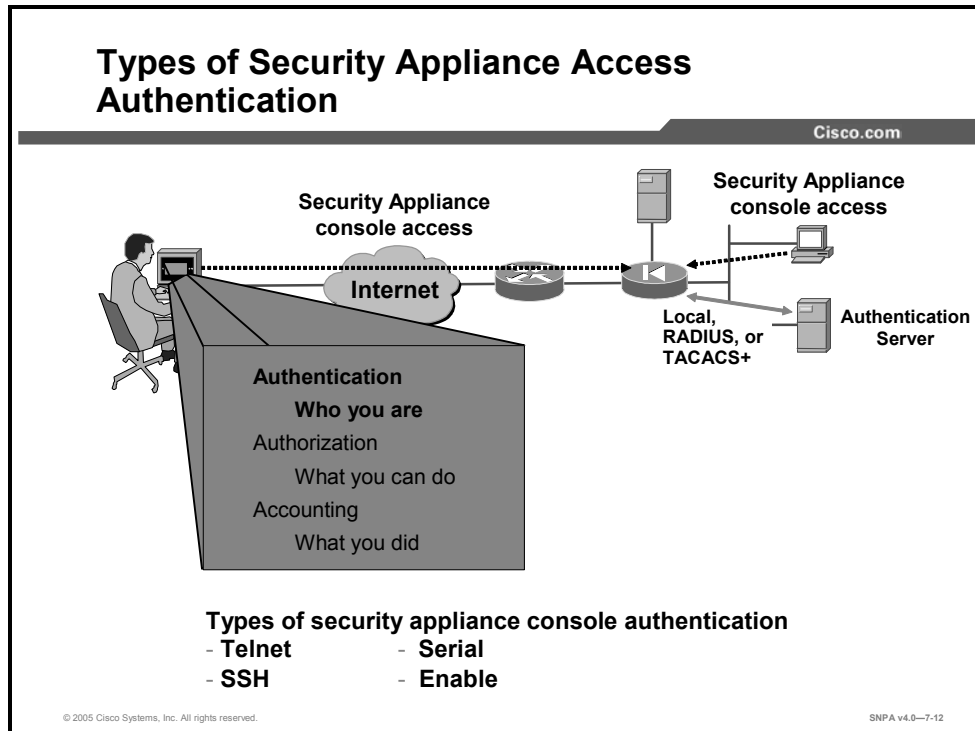 Types of Security Appliance Access
Authentication
Cisco.com
Security Appliance
console access
Security Appliance
console access
Internet
Local,
RADIUS, or
TACACS+
Authentication
Server
Authentication
Who you are
Authorization
What you can do
Accounting
What you did
Types of security appliance console authentication
- Telnet - Serial
- SSH - Enable
© 2005 Cisco Systems, Inc. All rights reserved. SNPA v4.0—7-12